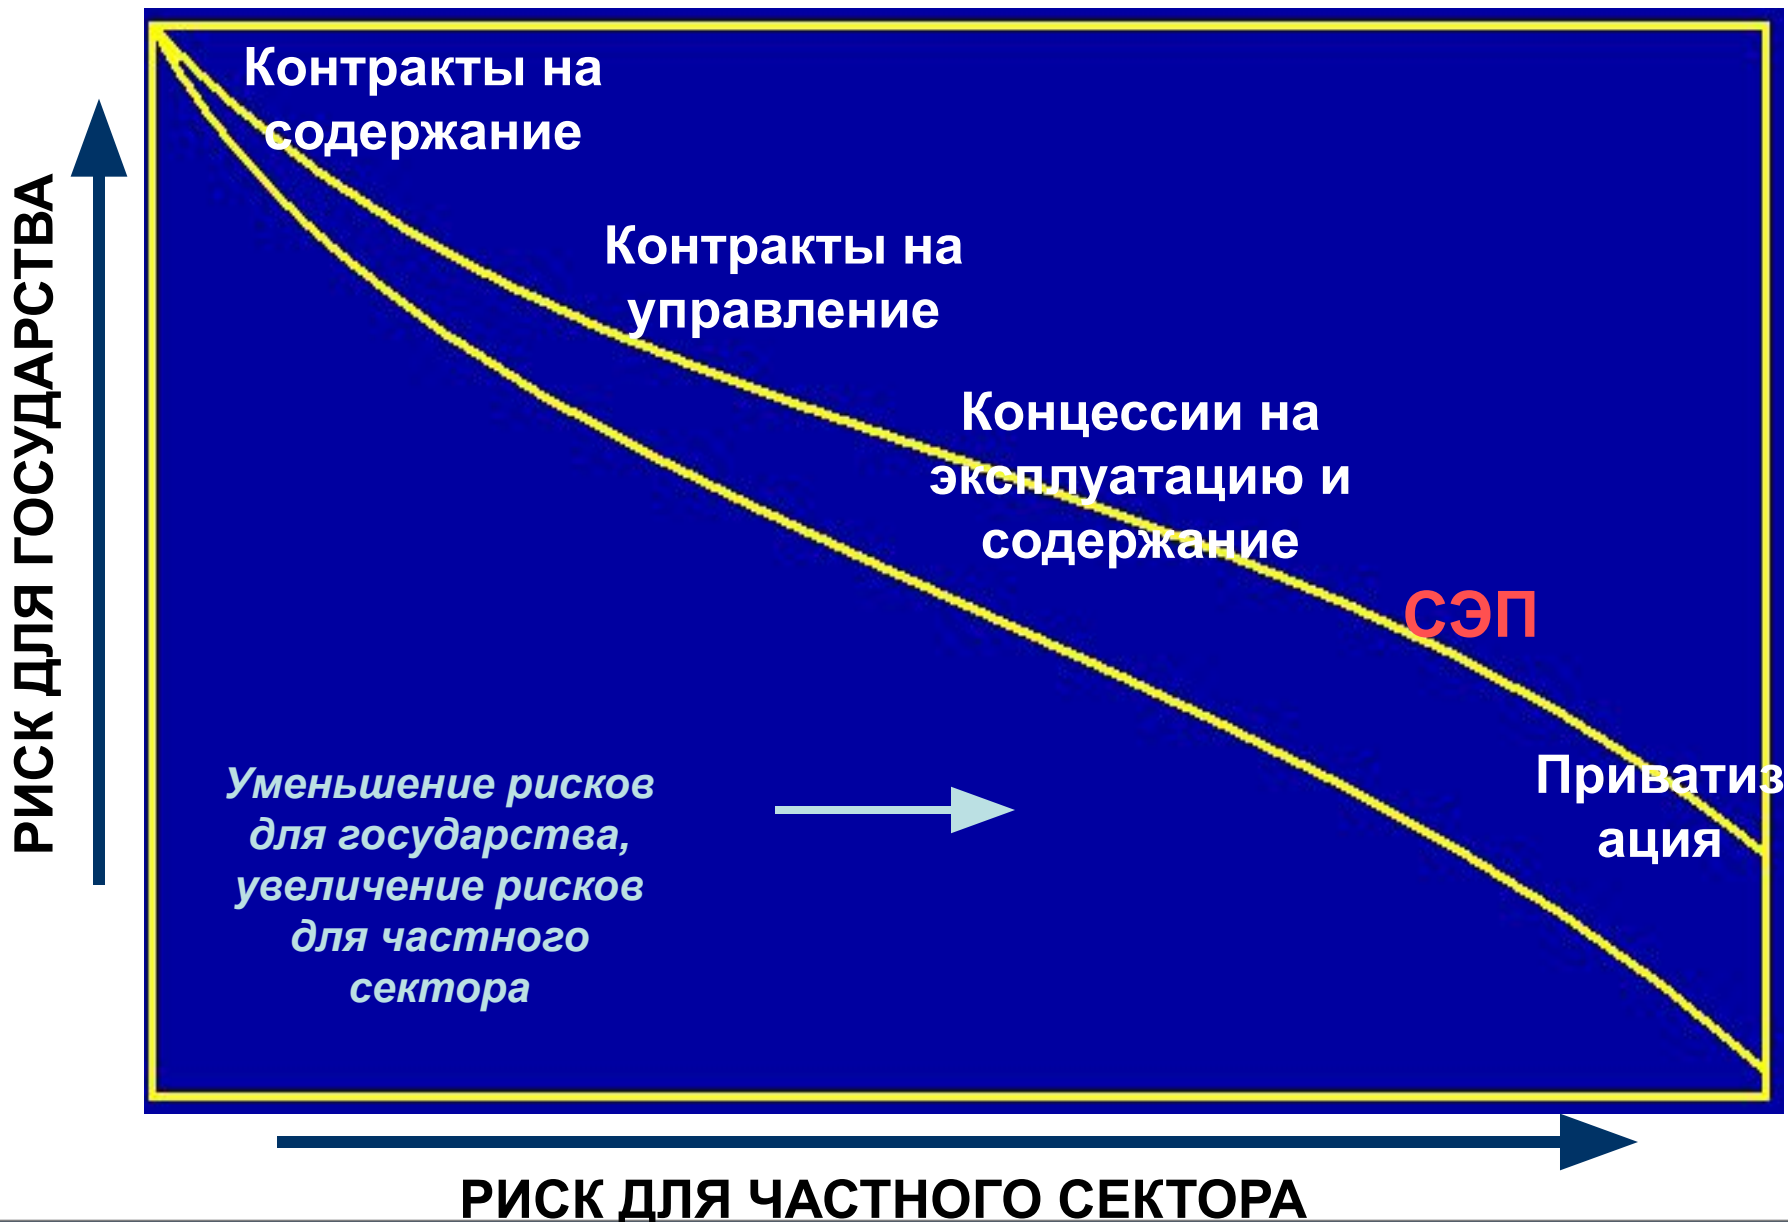 Контракты на
содержание
Контракты на
управление
Концессии на
эксплуатацию и
содержание
СЭП
Приватиз
ация
Уменьшение рисков
для государства,
увеличение рисков
для частного
сектора
РИСК ДЛЯ ГОСУДАРСТВА
РИСК ДЛЯ ЧАСТНОГО СЕКТОРА